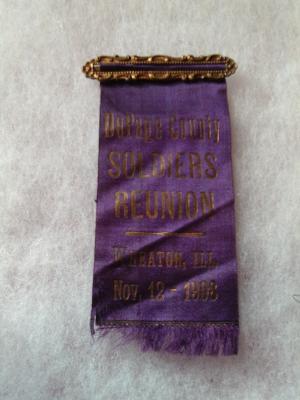 DuPage County
SOLDIERS
REUNION
WHEATON, ILL.
Nov. 12 - 1908